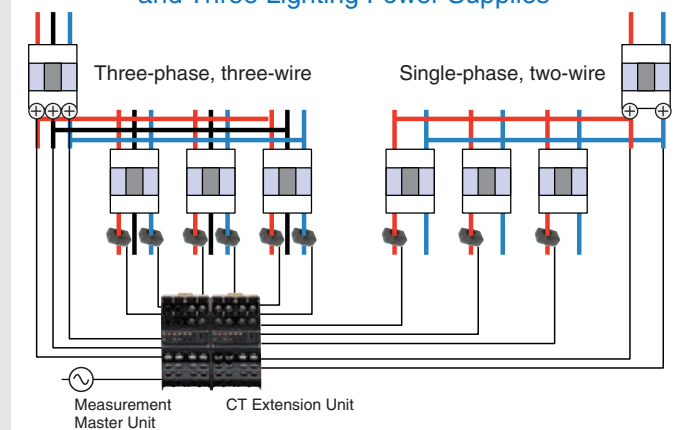 and Three Lighting Power Supplies
Three-phase, three-wire
Single-phase, two-wire
Measurement
Master Unit
CT Extension Unit